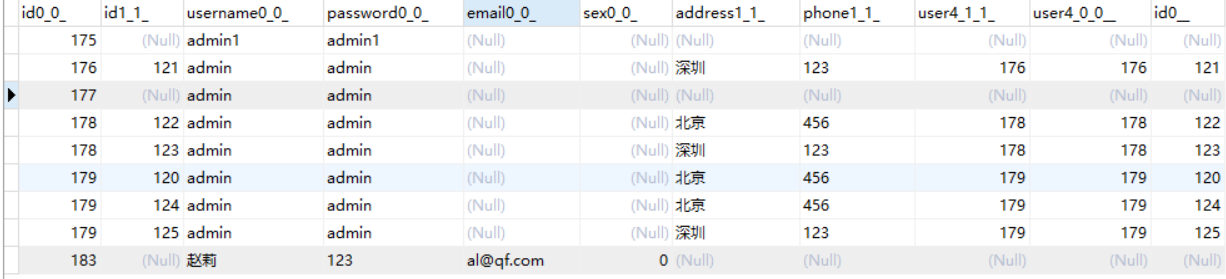 id0_0_ id1_1_ username0_0_ password0_0_ email0_0_ sex0_0_ address1_1_ phone1_1_ user4_1_1_ user4_0_0__ id0__
175 (Null) admin1 admin1 (Null) (Null) (Null) (Null) (Null) (Null) (Null)
176 121 admin admin (Null) (Null) 深圳 123 176 176 121
177 (Null) admin admin (Null) (Null) (Null) (Null) (Null) (Null) (Null)
178 122 admin admin (Null) (Null) 北京 456 178 178 122
178 123 admin admin (Null) (Null) 深圳 123 178 178 123
179 120 admin admin (Null) (Null) 北京 456 179 179 120
179 124 admin admin (Null) (Null) 北京 456 179 179 124
179 125 admin admin (Null) (Null) 深圳 123 179 179 125
183 (Null) 赵莉 123 al@qf.com 0 (Null) (Null) (Null) (Null) (Null)